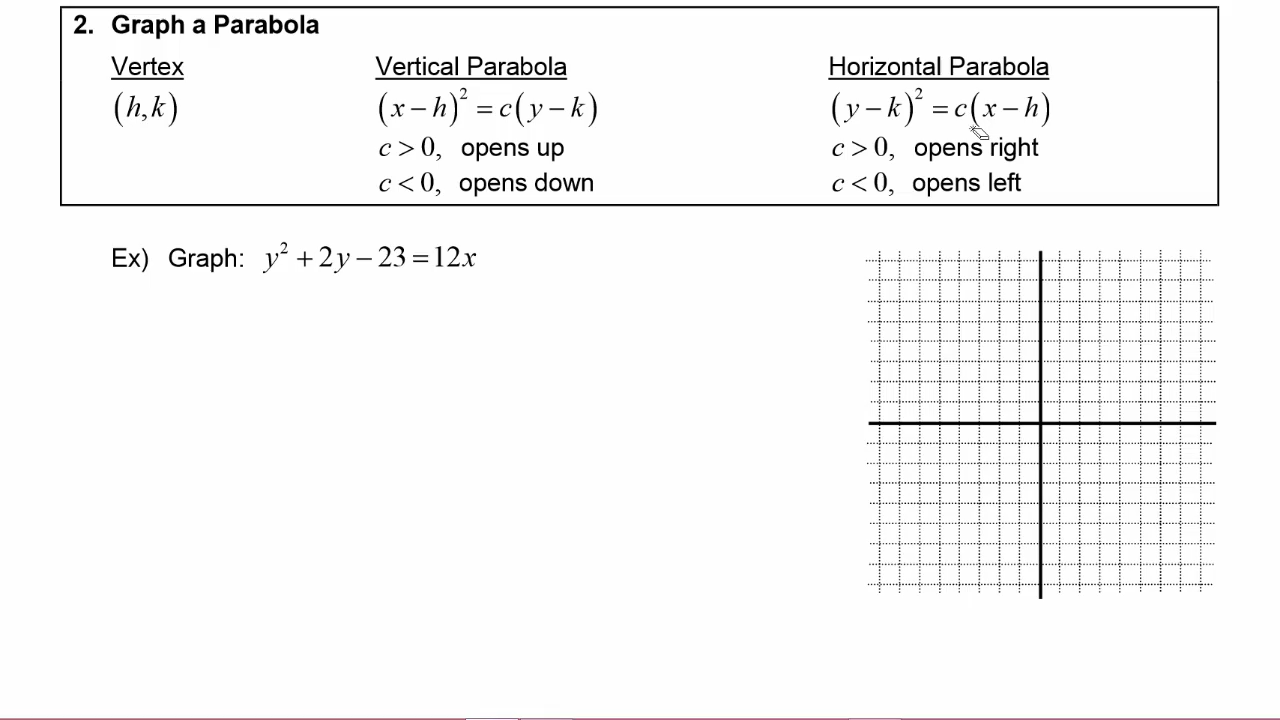 2. Graph a Parabola
Vertex Vertical Parabola Horizontal Parabola
(h,k) (x−h)² = c(y−k) (y−k)² = c(x−h)
c > 0, opens up c > 0, opens right
c < 0, opens down c < 0, opens left
Ex) Graph: y² + 2y − 23 = 12x